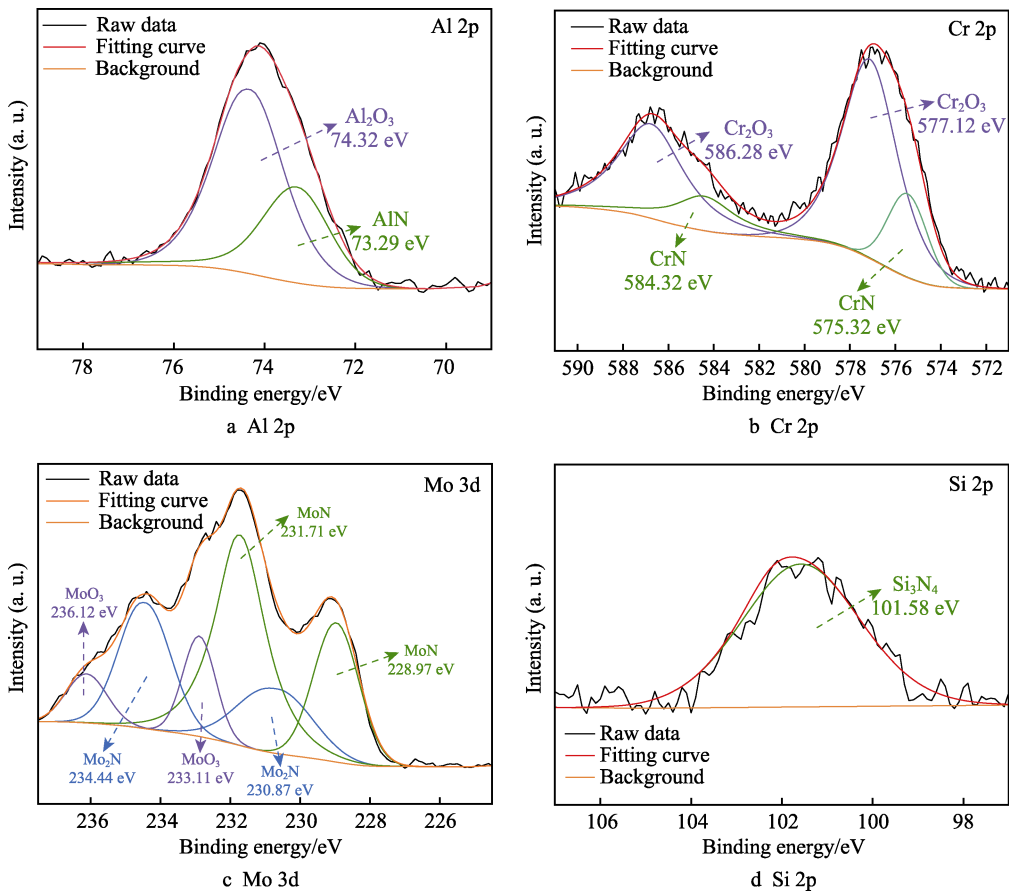 Raw data
Fitting curve
Background
Al 2p
Al₂O₃
74.32 eV
AlN
73.29 eV
Intensity (a. u.)
78 76 74 72 70
Binding energy/eV
a Al 2p
Raw data
Fitting curve
Background
Cr 2p
Cr₂O₃
577.12 eV
Cr₂O₃
586.28 eV
CrN
584.32 eV
CrN
575.32 eV
Intensity (a. u.)
590 588 586 584 582 580 578 576 574 572
Binding energy/eV
b Cr 2p
Raw data
Fitting curve
Background
Mo 3d
MoN
231.71 eV
MoO₃
236.12 eV
MoN
228.97 eV
Mo₂N
234.44 eV
MoO₃
233.11 eV
Mo₂N
230.87 eV
Intensity (a. u.)
236 234 232 230 228 226
Binding energy/eV
c Mo 3d
Si 2p
Si₃N₄
101.58 eV
Raw data
Fitting curve
Background
Intensity (a. u.)
106 104 102 100 98
Binding energy/eV
d Si 2p